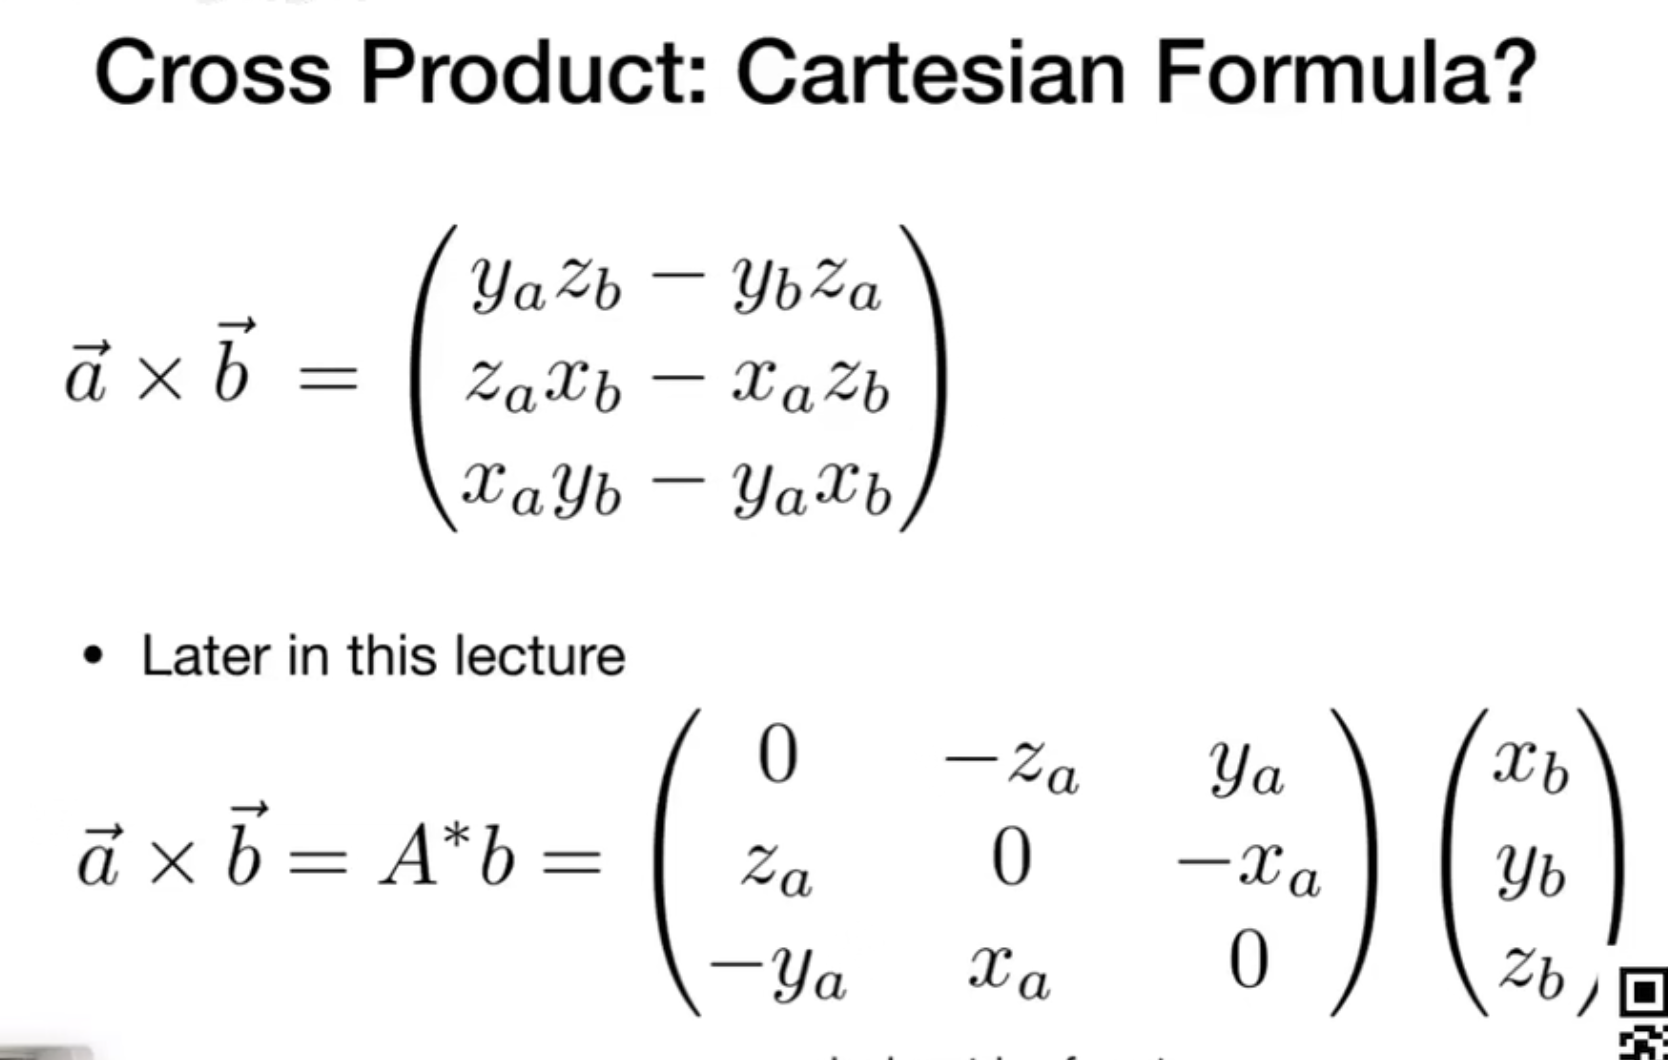 Cross Product: Cartesian Formula?
$\vec{a} \times \vec{b} = \begin{pmatrix} y_a z_b - y_b z_a \\ z_a x_b - x_a z_b \\ x_a y_b - y_a x_b \end{pmatrix}$
• Later in this lecture
$\vec{a} \times \vec{b} = A^* b = \begin{pmatrix} 0 & -z_a & y_a \\ z_a & 0 & -x_a \\ -y_a & x_a & 0 \end{pmatrix} \begin{pmatrix} x_b \\ y_b \\ z_b \end{pmatrix}$